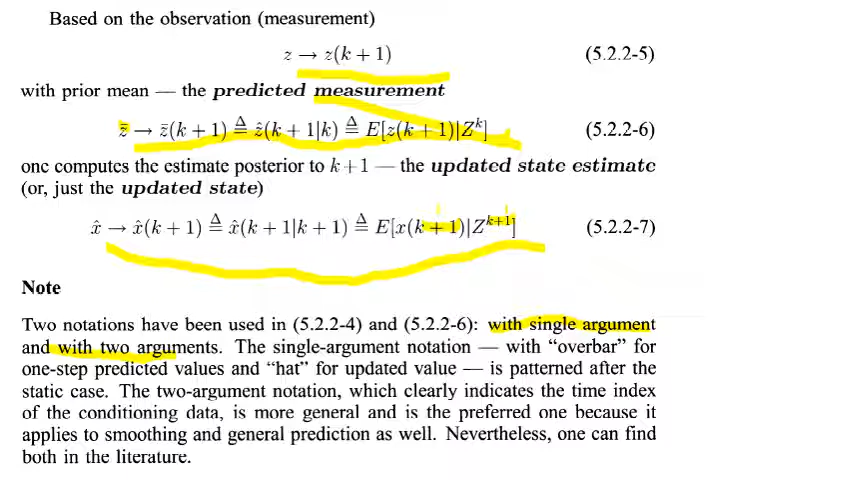 Based on the observation (measurement)
z → z(k + 1) (5.2.2-5)
with prior mean — the predicted measurement
z̄ → z̄(k + 1) ≜ ẑ(k + 1|k) ≜ E[z(k + 1)|Z^k] (5.2.2-6)
one computes the estimate posterior to k + 1 — the updated state estimate
(or, just the updated state)
x̂ → x̂(k + 1) ≜ x̂(k + 1|k + 1) ≜ E[x(k + 1)|Z^{k+1}] (5.2.2-7)
Note
Two notations have been used in (5.2.2-4) and (5.2.2-6): with single argument
and with two arguments. The single-argument notation — with “overbar” for
one-step predicted values and “hat” for updated value — is patterned after the
static case. The two-argument notation, which clearly indicates the time index
of the conditioning data, is more general and is the preferred one because it
applies to smoothing and general prediction as well. Nevertheless, one can find
both in the literature.